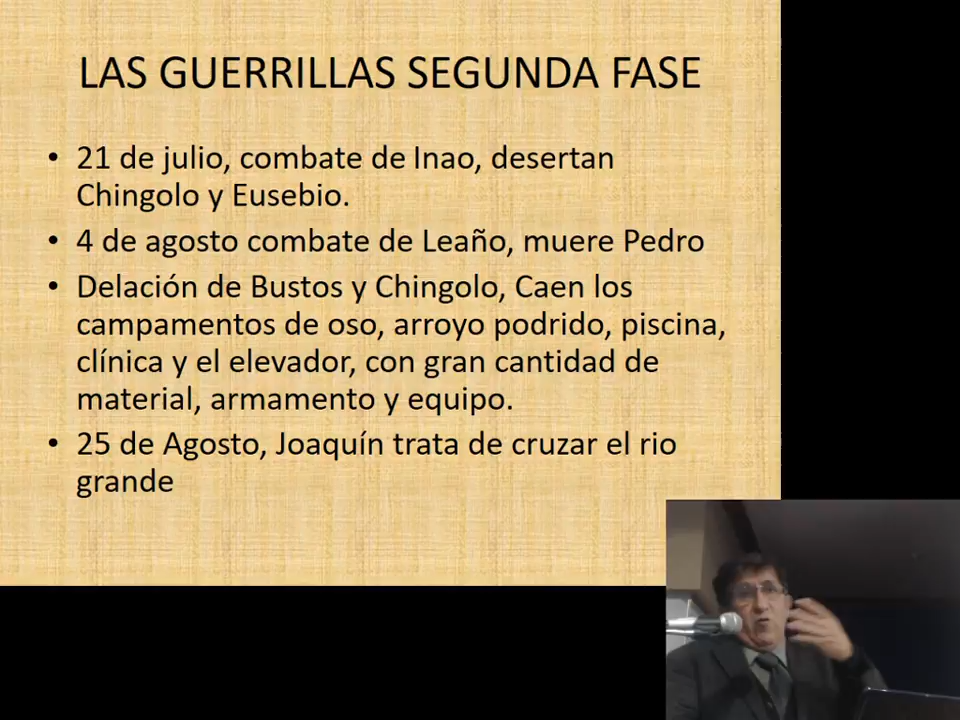 LAS GUERRILLAS SEGUNDA FASE
• 21 de julio, combate de Inao, desertan
Chingolo y Eusebio.
• 4 de agosto combate de Leaño, muere Pedro
• Delación de Bustos y Chingolo, Caen los
campamentos de oso, arroyo podrido, piscina,
clínica y el elevador, con gran cantidad de
material, armamento y equipo.
• 25 de Agosto, Joaquín trata de cruzar el rio
grande